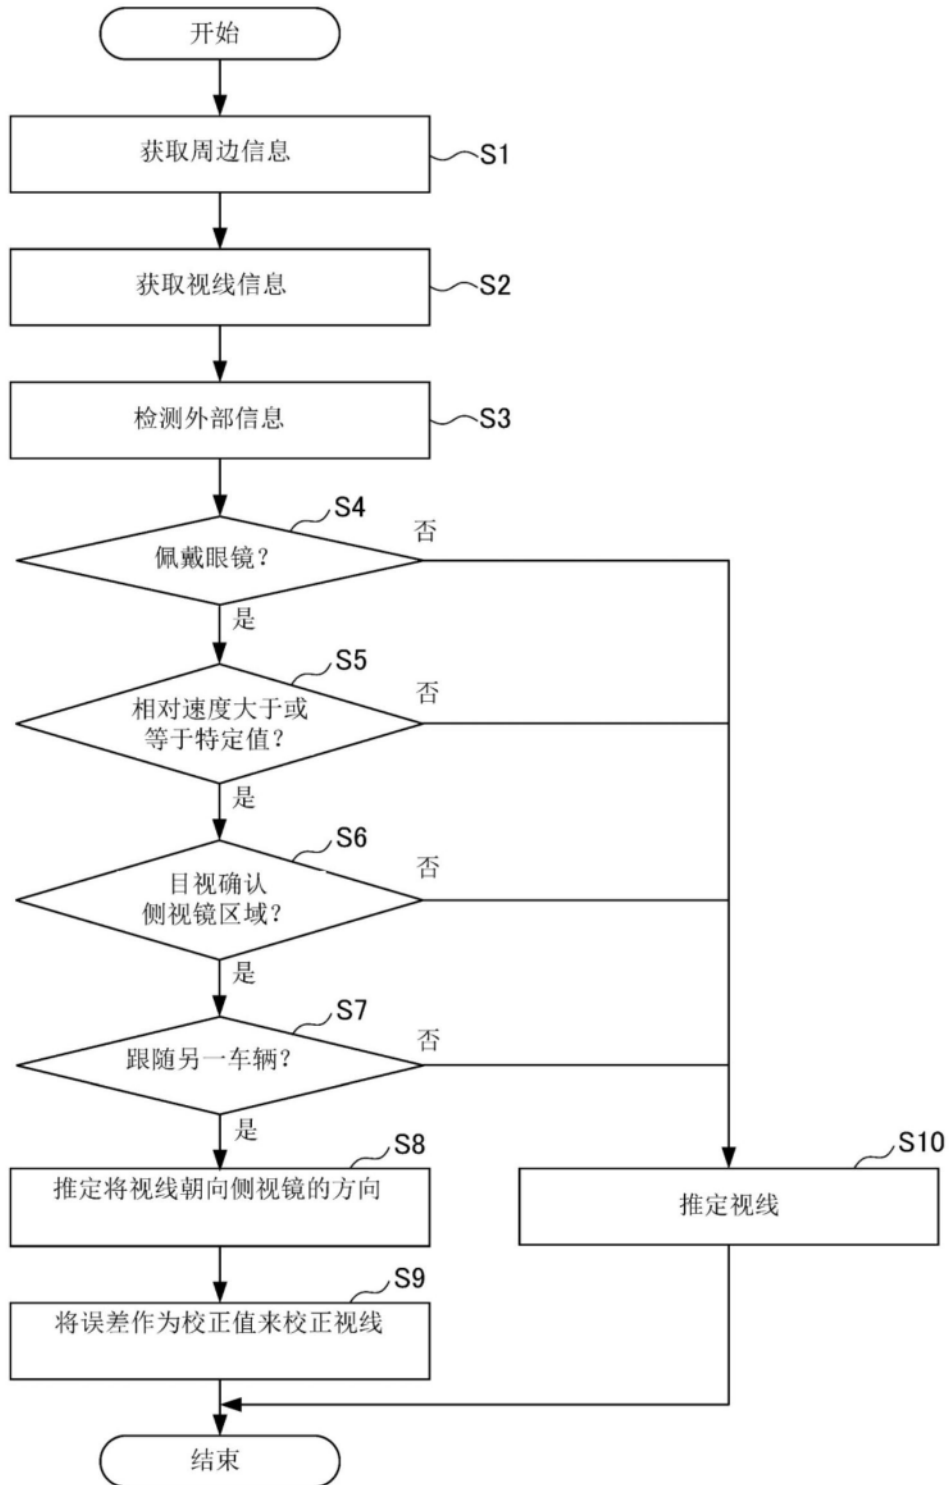 开始
获取周边信息
S1
获取视线信息
S2
检测外部信息
S3
S4
否
佩戴眼镜？
是
S5
否
相对速度大于或
等于特定值？
是
S6
否
目视确认
侧视镜区域？
是
S7
否
跟随另一车辆？
是
S8
推定将视线朝向侧视镜的方向
S10
推定视线
S9
将误差作为校正值来校正视线
结束